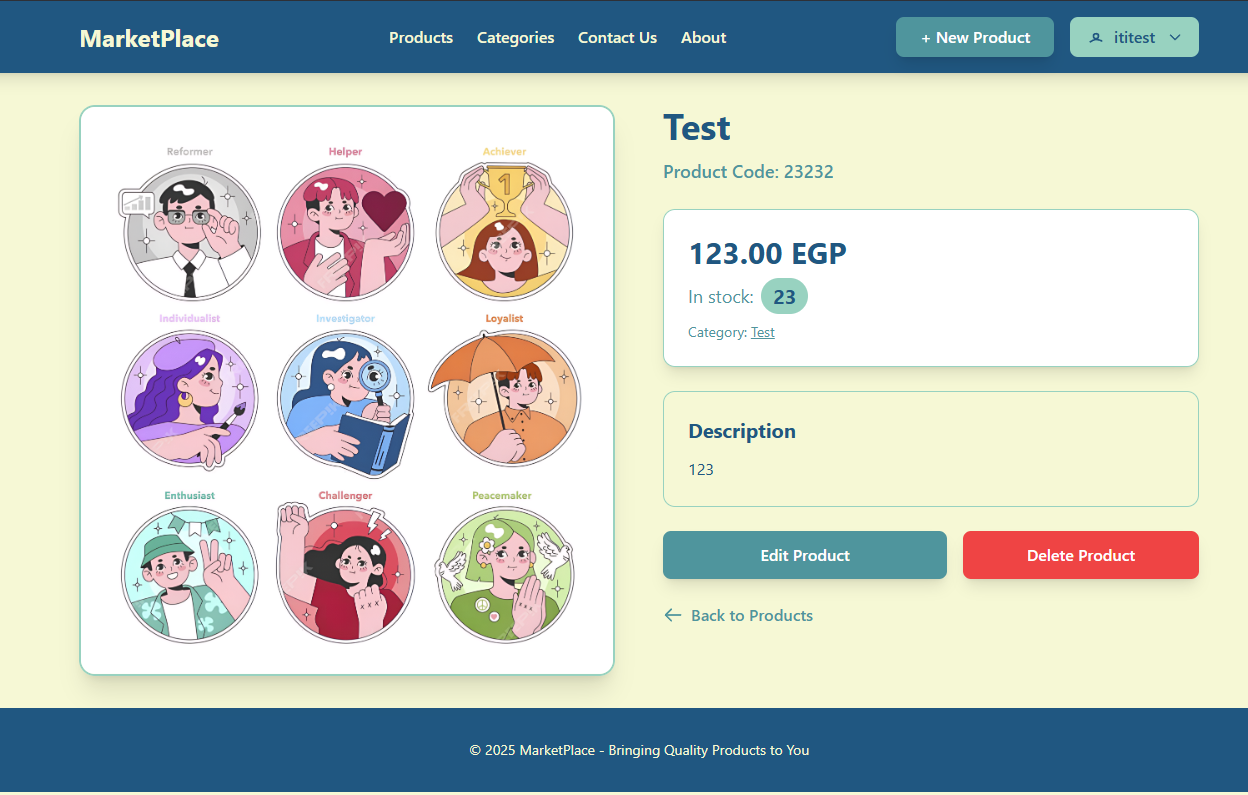 MarketPlace
Products Categories Contact Us About
+ New Product
ititest
Reformer Helper Achiever
1
Individualist Investigator Loyalist
Enthusiast Challenger Peacemaker
Test
Product Code: 23232
123.00 EGP
In stock: 23
Category: Test
Description
123
Edit Product
Delete Product
← Back to Products
© 2025 MarketPlace - Bringing Quality Products to You